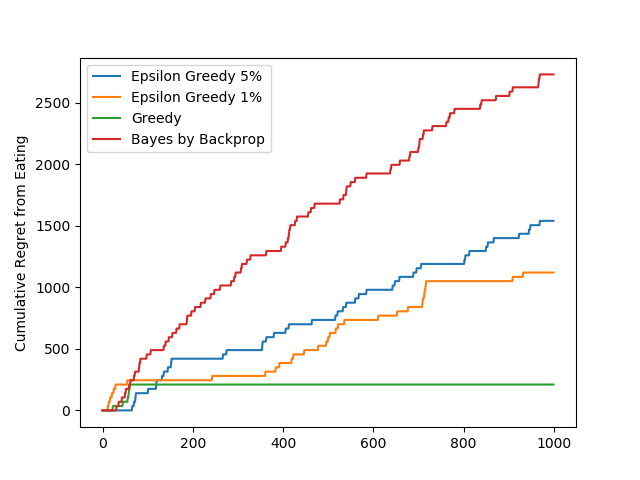 Epsilon Greedy 5%
Epsilon Greedy 1%
Greedy
Bayes by Backprop
Cumulative Regret from Eating
2500
2000
1500
1000
500
0
0 200 400 600 800 1000